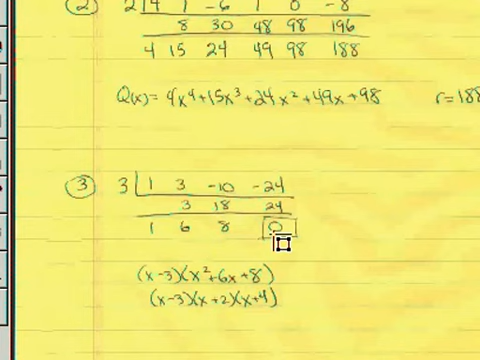 ② 2 4 7 -6 1 0 -8
8 30 48 98 196
4 15 24 49 98 188
Q(x) = 4x⁴+15x³+24x²+49x+98 r=188
③ 3 1 3 -10 -24
3 18 24
1 6 8 0
(x-3)(x²+6x+8)
(x-3)(x+2)(x+4)